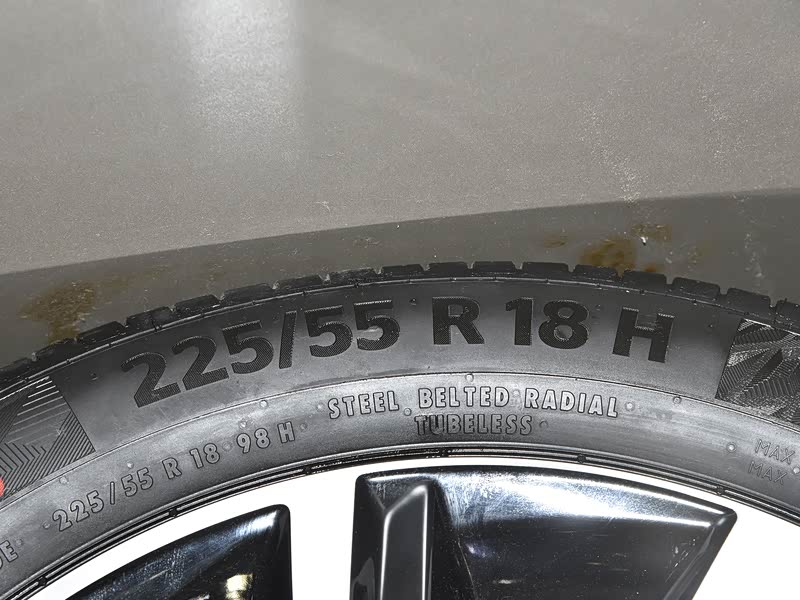 225/55 R 18 H
225/55 R 18 98 H
STEEL BELTED RADIAL
TUBELESS
MAX
MAX